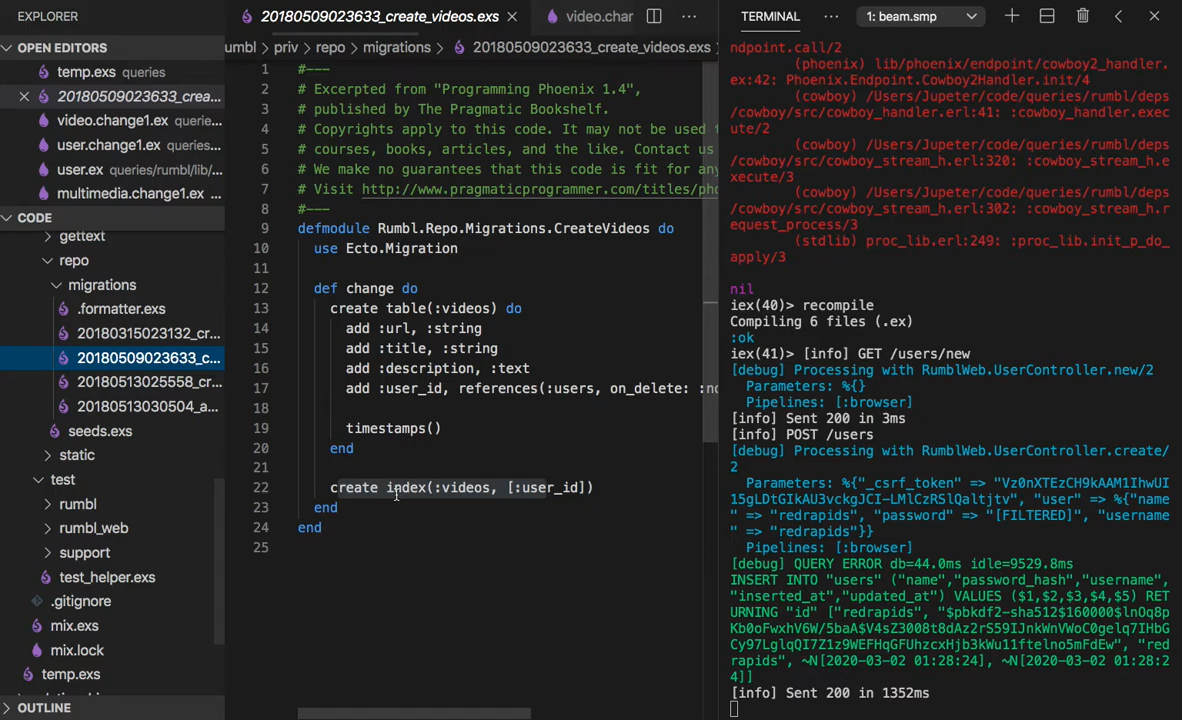 EXPLORER
OPEN EDITORS
temp.exs queries
20180509023633_crea...
video.change1.ex querie...
user.change1.ex queries...
user.ex queries/rumbl/lib/...
multimedia.change1.ex ...
CODE
gettext
repo
migrations
.formatter.exs
20180315023132_cr...
20180509023633_c...
20180513025558_cr...
20180513030504_a...
seeds.exs
static
test
rumbl
rumbl_web
support
test_helper.exs
.gitignore
mix.exs
mix.lock
temp.exs
OUTLINE
20180509023633_create_videos.exs
video.char
umbl > priv > repo > migrations > 20180509023633_create_videos.exs
1 #---
2 # Excerpted from "Programming Phoenix 1.4",
3 # published by The Pragmatic Bookshelf.
4 # Copyrights apply to this code. It may not be used t
5 # courses, books, articles, and the like. Contact us
6 # We make no guarantees that this code is fit for any
7 # Visit http://www.pragmaticprogrammer.com/titles/pho
8 #---
9 defmodule Rumbl.Repo.Migrations.CreateVideos do
10 use Ecto.Migration
11
12 def change do
13 create table(:videos) do
14 add :url, :string
15 add :title, :string
16 add :description, :text
17 add :user_id, references(:users, on_delete: :no
18
19 timestamps()
20 end
21
22 create index(:videos, [:user_id])
23 end
24 end
25
TERMINAL ... 1: beam.smp
ndpoint.call/2
(phoenix) lib/phoenix/endpoint/cowboy2_handler.
ex:42: Phoenix.Endpoint.Cowboy2Handler.init/4
(cowboy) /Users/Jupeter/code/queries/rumbl/deps
/cowboy/src/cowboy_handler.erl:41: :cowboy_handler.exec
ute/2
(cowboy) /Users/Jupeter/code/queries/rumbl/deps
/cowboy/src/cowboy_stream_h.erl:320: :cowboy_stream_h.e
xecute/3
(cowboy) /Users/Jupeter/code/queries/rumbl/deps
/cowboy/src/cowboy_stream_h.erl:302: :cowboy_stream_h.r
equest_process/3
(stdlib) proc_lib.erl:249: :proc_lib.init_p_do_
apply/3
nil
iex(40)> recompile
Compiling 6 files (.ex)
:ok
iex(41)> [info] GET /users/new
[debug] Processing with RumblWeb.UserController.new/2
Parameters: %{}
Pipelines: [:browser]
[info] Sent 200 in 3ms
[info] POST /users
[debug] Processing with RumblWeb.UserController.create/
2
Parameters: %{"_csrf_token" => "Vz0nXTEzCH9kAAM1IhwUI
15gLDtGIkAU3vckgJCI-LMlCzRSlQaltjtv", "user" => %{"name
" => "redrapids", "password" => "[FILTERED]", "username
" => "redrapids"}}
Pipelines: [:browser]
[debug] QUERY ERROR db=44.0ms idle=9529.8ms
INSERT INTO "users" ("name","password_hash","username",
"inserted_at","updated_at") VALUES ($1,$2,$3,$4,$5) RET
URNING "id" ["redrapids", "$pbkdf2-sha512$160000$lnOq8p
Kb0oFwxhV6W/5baA$V4sZ3008t8dAz2rS59IJnkWnVWoC0gelq7IHbG
Cy97LglqQI7Z1z9WEFHqGFUhzcxHjb3kWu11ftelno5mFdEw", "red
rapids", ~N[2020-03-02 01:28:24], ~N[2020-03-02 01:28:2
4]]
[info] Sent 200 in 1352ms